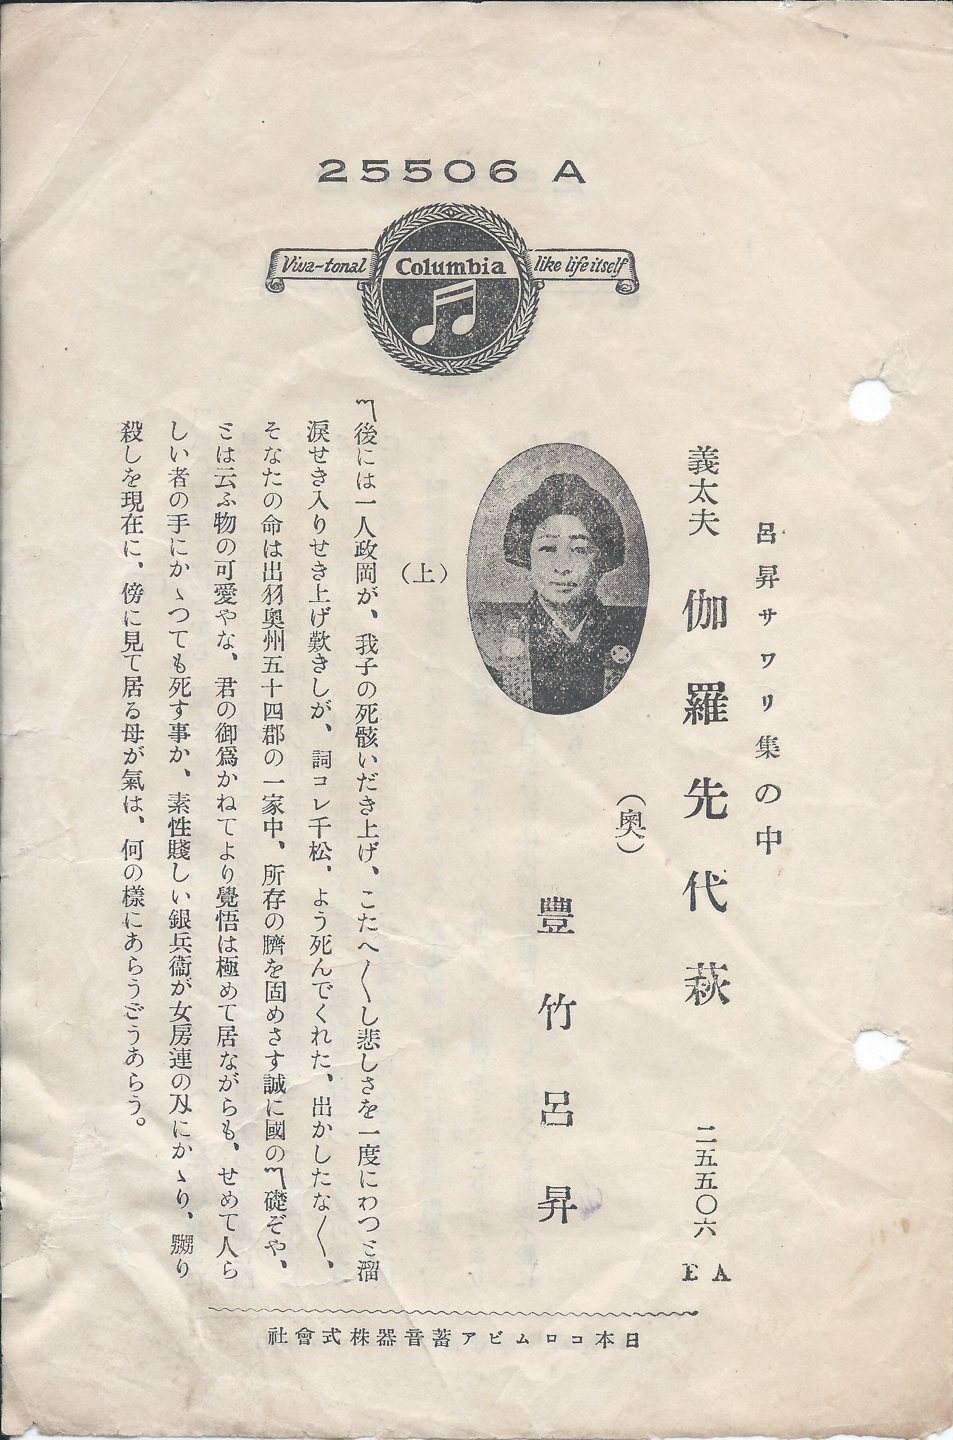 25506 A
Viva-tonal Columbia like life itself
呂昇サワリ集の中
義太夫 伽羅先代萩 二五五〇六 A E
(奥)
豐竹呂昇
(上)
〽後には一人政岡が、我子の死骸いだき上げ、こたへ〱し悲しさを一度にわつと溜
涙せき入りせき上げ歎きしが、詞コレ千松、よう死んでくれた、出かしたな〱、
そなたの命は出羽奥州五十四郡の一家中、所存の臍を固めさす誠に國の〽礎ぞや、
とは云ふ物の可愛やな、君の御爲かねてより覺悟は極めて居ながらも、せめて人ら
しい者の手にかゝつても死す事か、素性賤しい銀兵衞が女房連の刄にかゝり、嬲り
殺しを現在に、傍に見て居る母が氣は、何の樣にあらうどうあらう。
日本コロムビア蓄音器株式會社